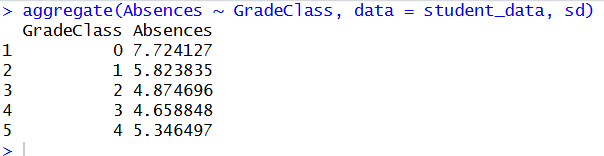 > aggregate(Absences ~ GradeClass, data = student_data, sd)
  GradeClass Absences
1          0 7.724127
2          1 5.823835
3          2 4.874696
4          3 4.658848
5          4 5.346497
>